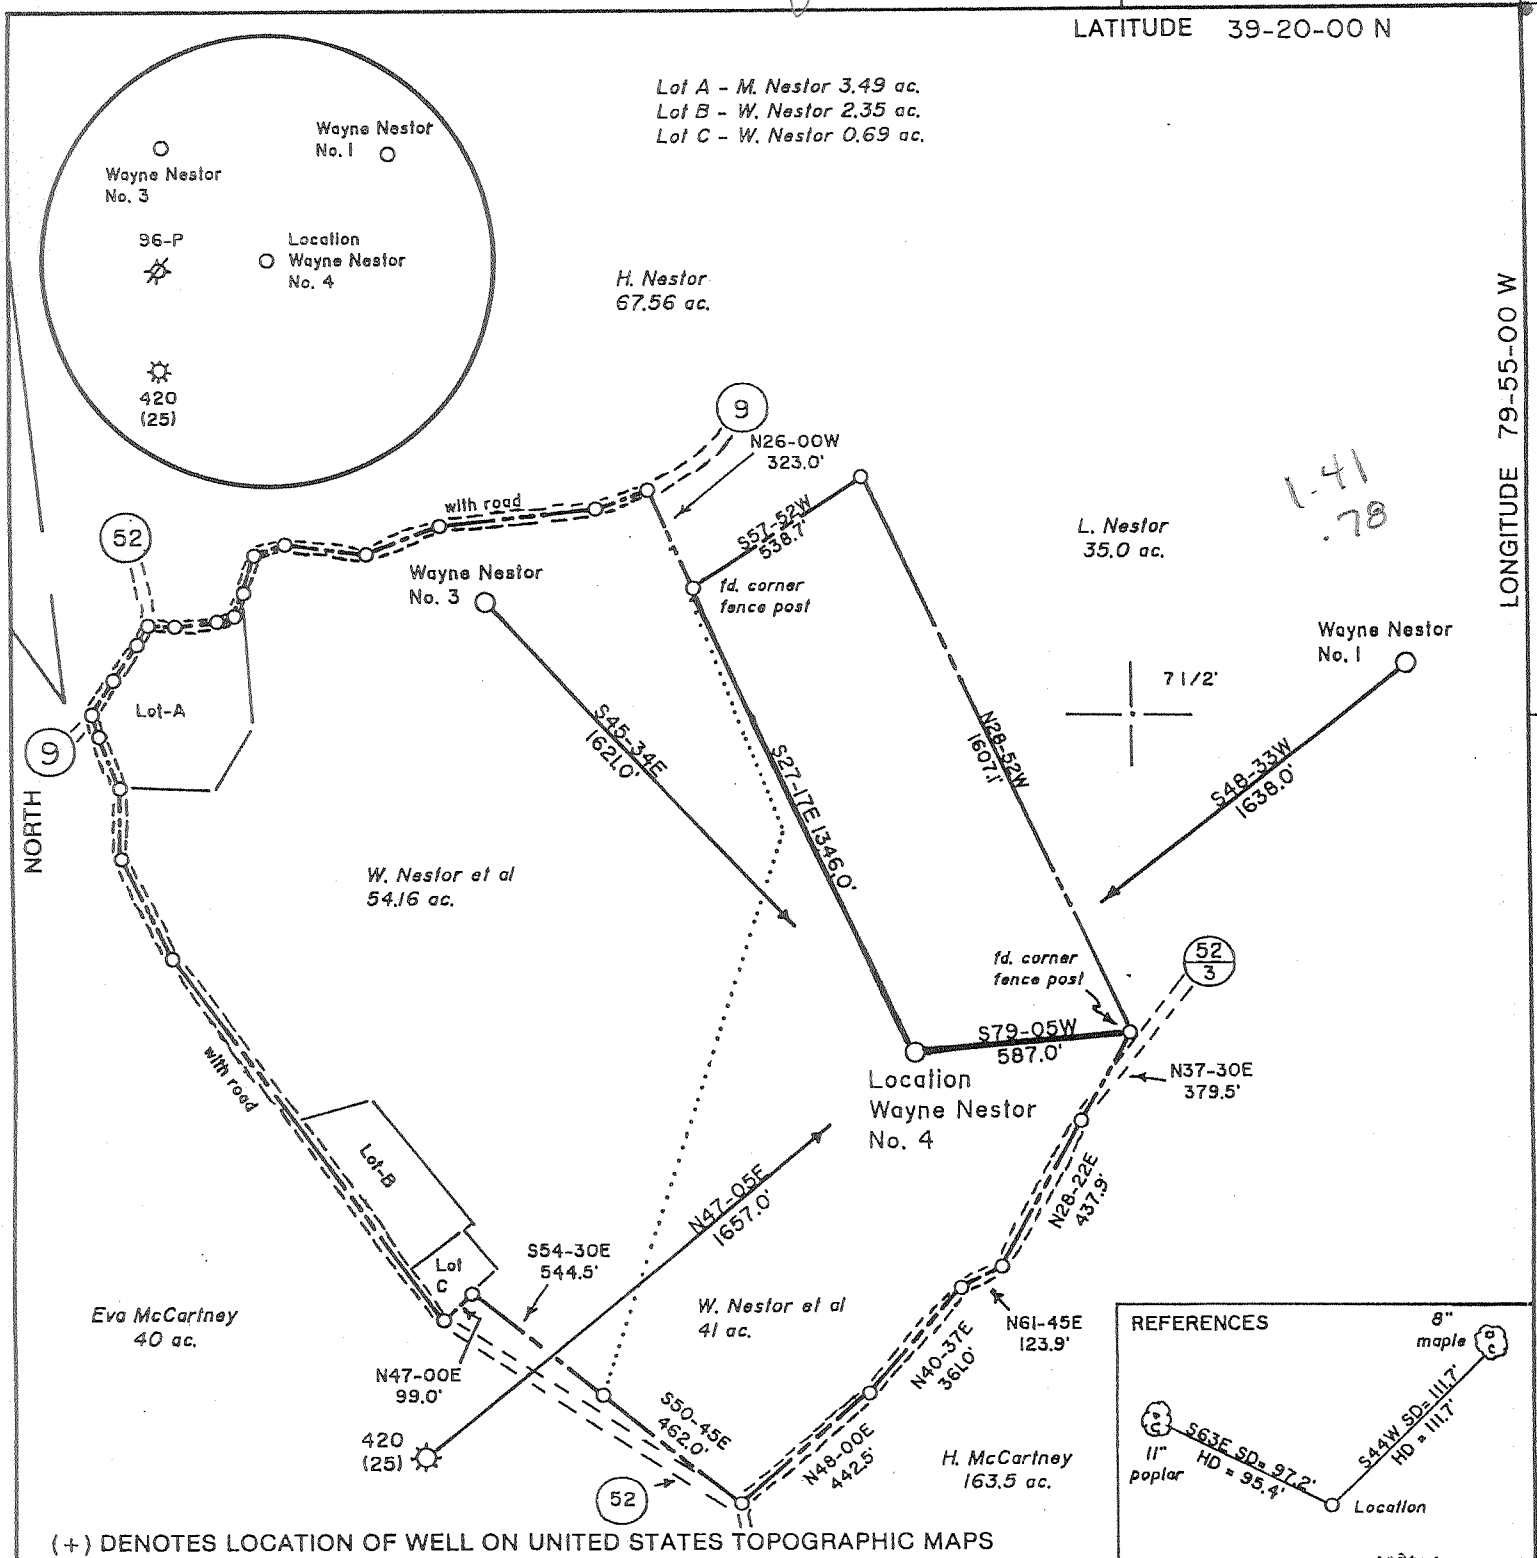 LATITUDE 39-20-00 N
Lot A - M. Nestor 3.49 ac.
Lot B - W. Nestor 2.35 ac.
Lot C - W. Nestor 0.69 ac.
Wayne Nestor
No. 1
Wayne Nestor
No. 3
96-P
Location
Wayne Nestor
No. 4
420
(25)
H. Nestor
67.56 ac.
LONGITUDE 79-55-00 W
9
N26-00W
323.0'
with road
S57-52W
538.7'
1.41
.78
L. Nestor
35.0 ac.
52
Wayne Nestor
No. 3
fd. corner
fence post
Wayne Nestor
No. 1
7 1/2'
Lot-A
9
S45-34E
1621.0'
S27-17E 1346.0'
N28-52W
1607.1'
S48-33W
1638.0'
NORTH
W. Nestor et al
54.16 ac.
fd. corner
fence post
52
3
S79-05W
587.0'
Location
Wayne Nestor
No. 4
N37-30E
379.5'
with road
Lot-B
N47-05E
1657.0'
N28-22E
437.9'
Lot
C
S54-30E
544.5'
Eva McCartney
40 ac.
W. Nestor et al
41 ac.
N61-45E
123.9'
N47-00E
99.0'
N40-37E
361.0'
S50-45E
462.0'
N48-00E
442.5'
420
(25)
52
H. McCartney
163.5 ac.
REFERENCES
8"
maple
11"
poplar
S63E SD= 97.2'
HD = 95.4'
S44W SD= 111.7'
HD = 111.7'
Location
(+) DENOTES LOCATION OF WELL ON UNITED STATES TOPOGRAPHIC MAPS